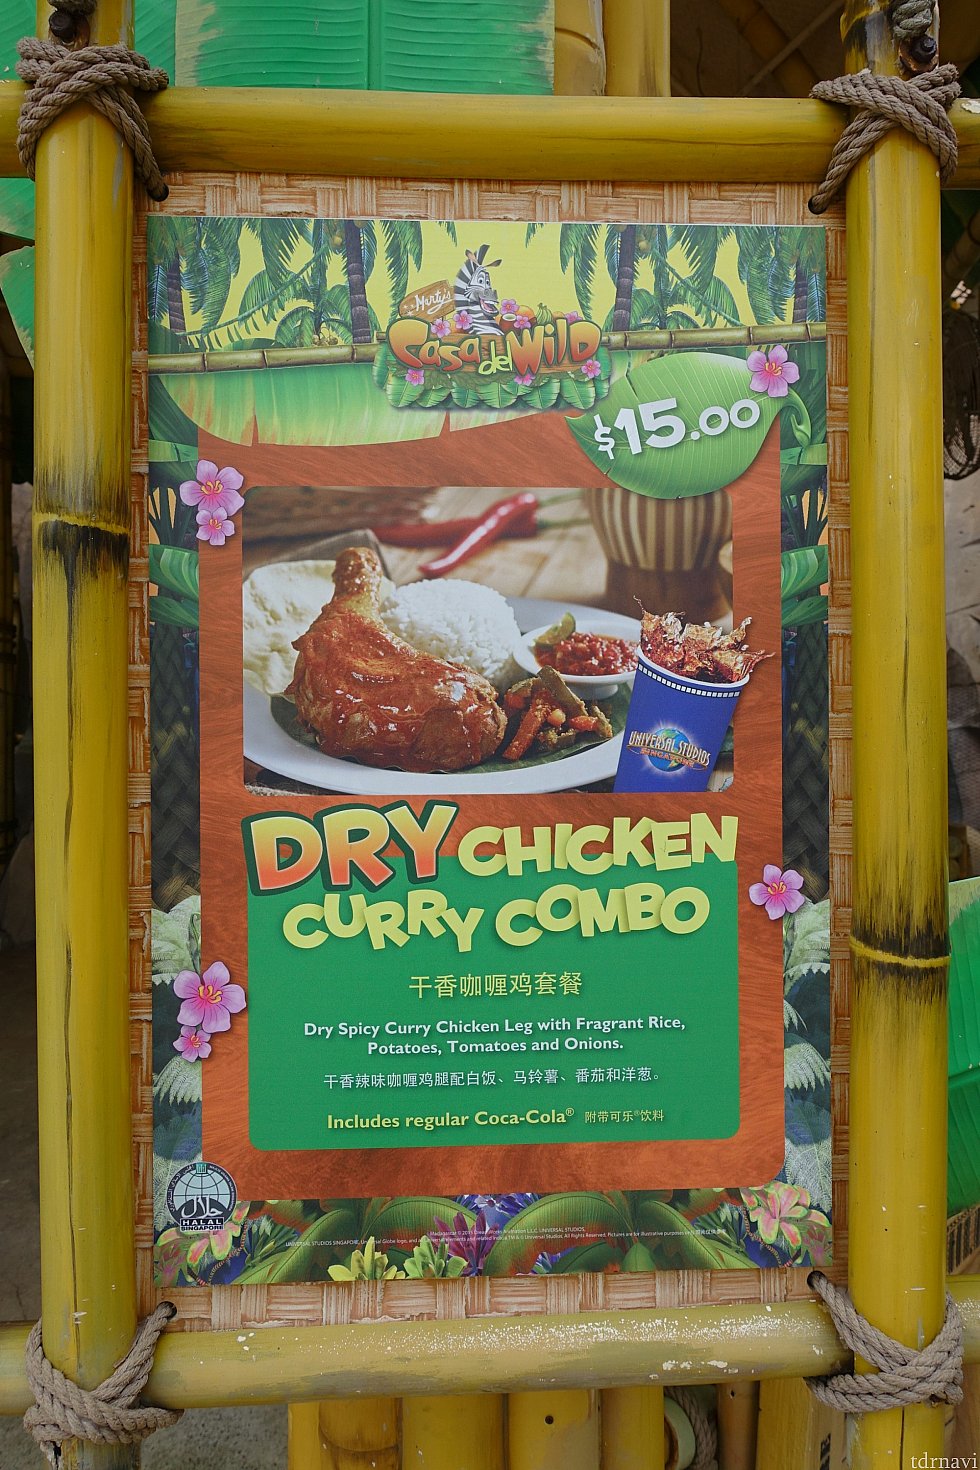 Marty's
Casa del Wild
$15.00
UNIVERSAL STUDIOS
SINGAPORE
DRY CHICKEN
CURRY COMBO
干香咖喱鸡套餐
Dry Spicy Curry Chicken Leg with Fragrant Rice,
Potatoes, Tomatoes and Onions.
干香辣味咖喱鸡腿配白饭、马铃薯、番茄和洋葱。
Includes regular Coca-Cola® 附带可乐®饮料
حلال
HALAL
SINGAPORE
tdrnavi